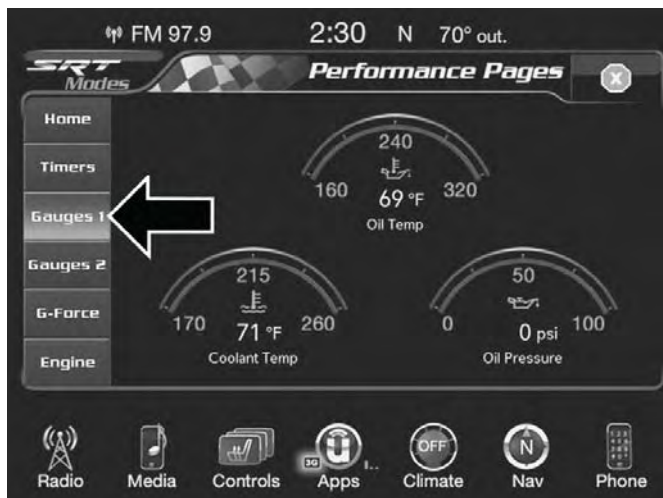 FM 97.9 2:30 N 70° out.
SRT Modes Performance Pages X
Home
Timers
Gauges 1
Gauges 2
G-Force
Engine
240
160 69 °F 320
Oil Temp
215
170 71 °F 260
Coolant Temp
50
0 0 psi 100
Oil Pressure
3G OFF N
Radio Media Controls Apps Climate Nav Phone